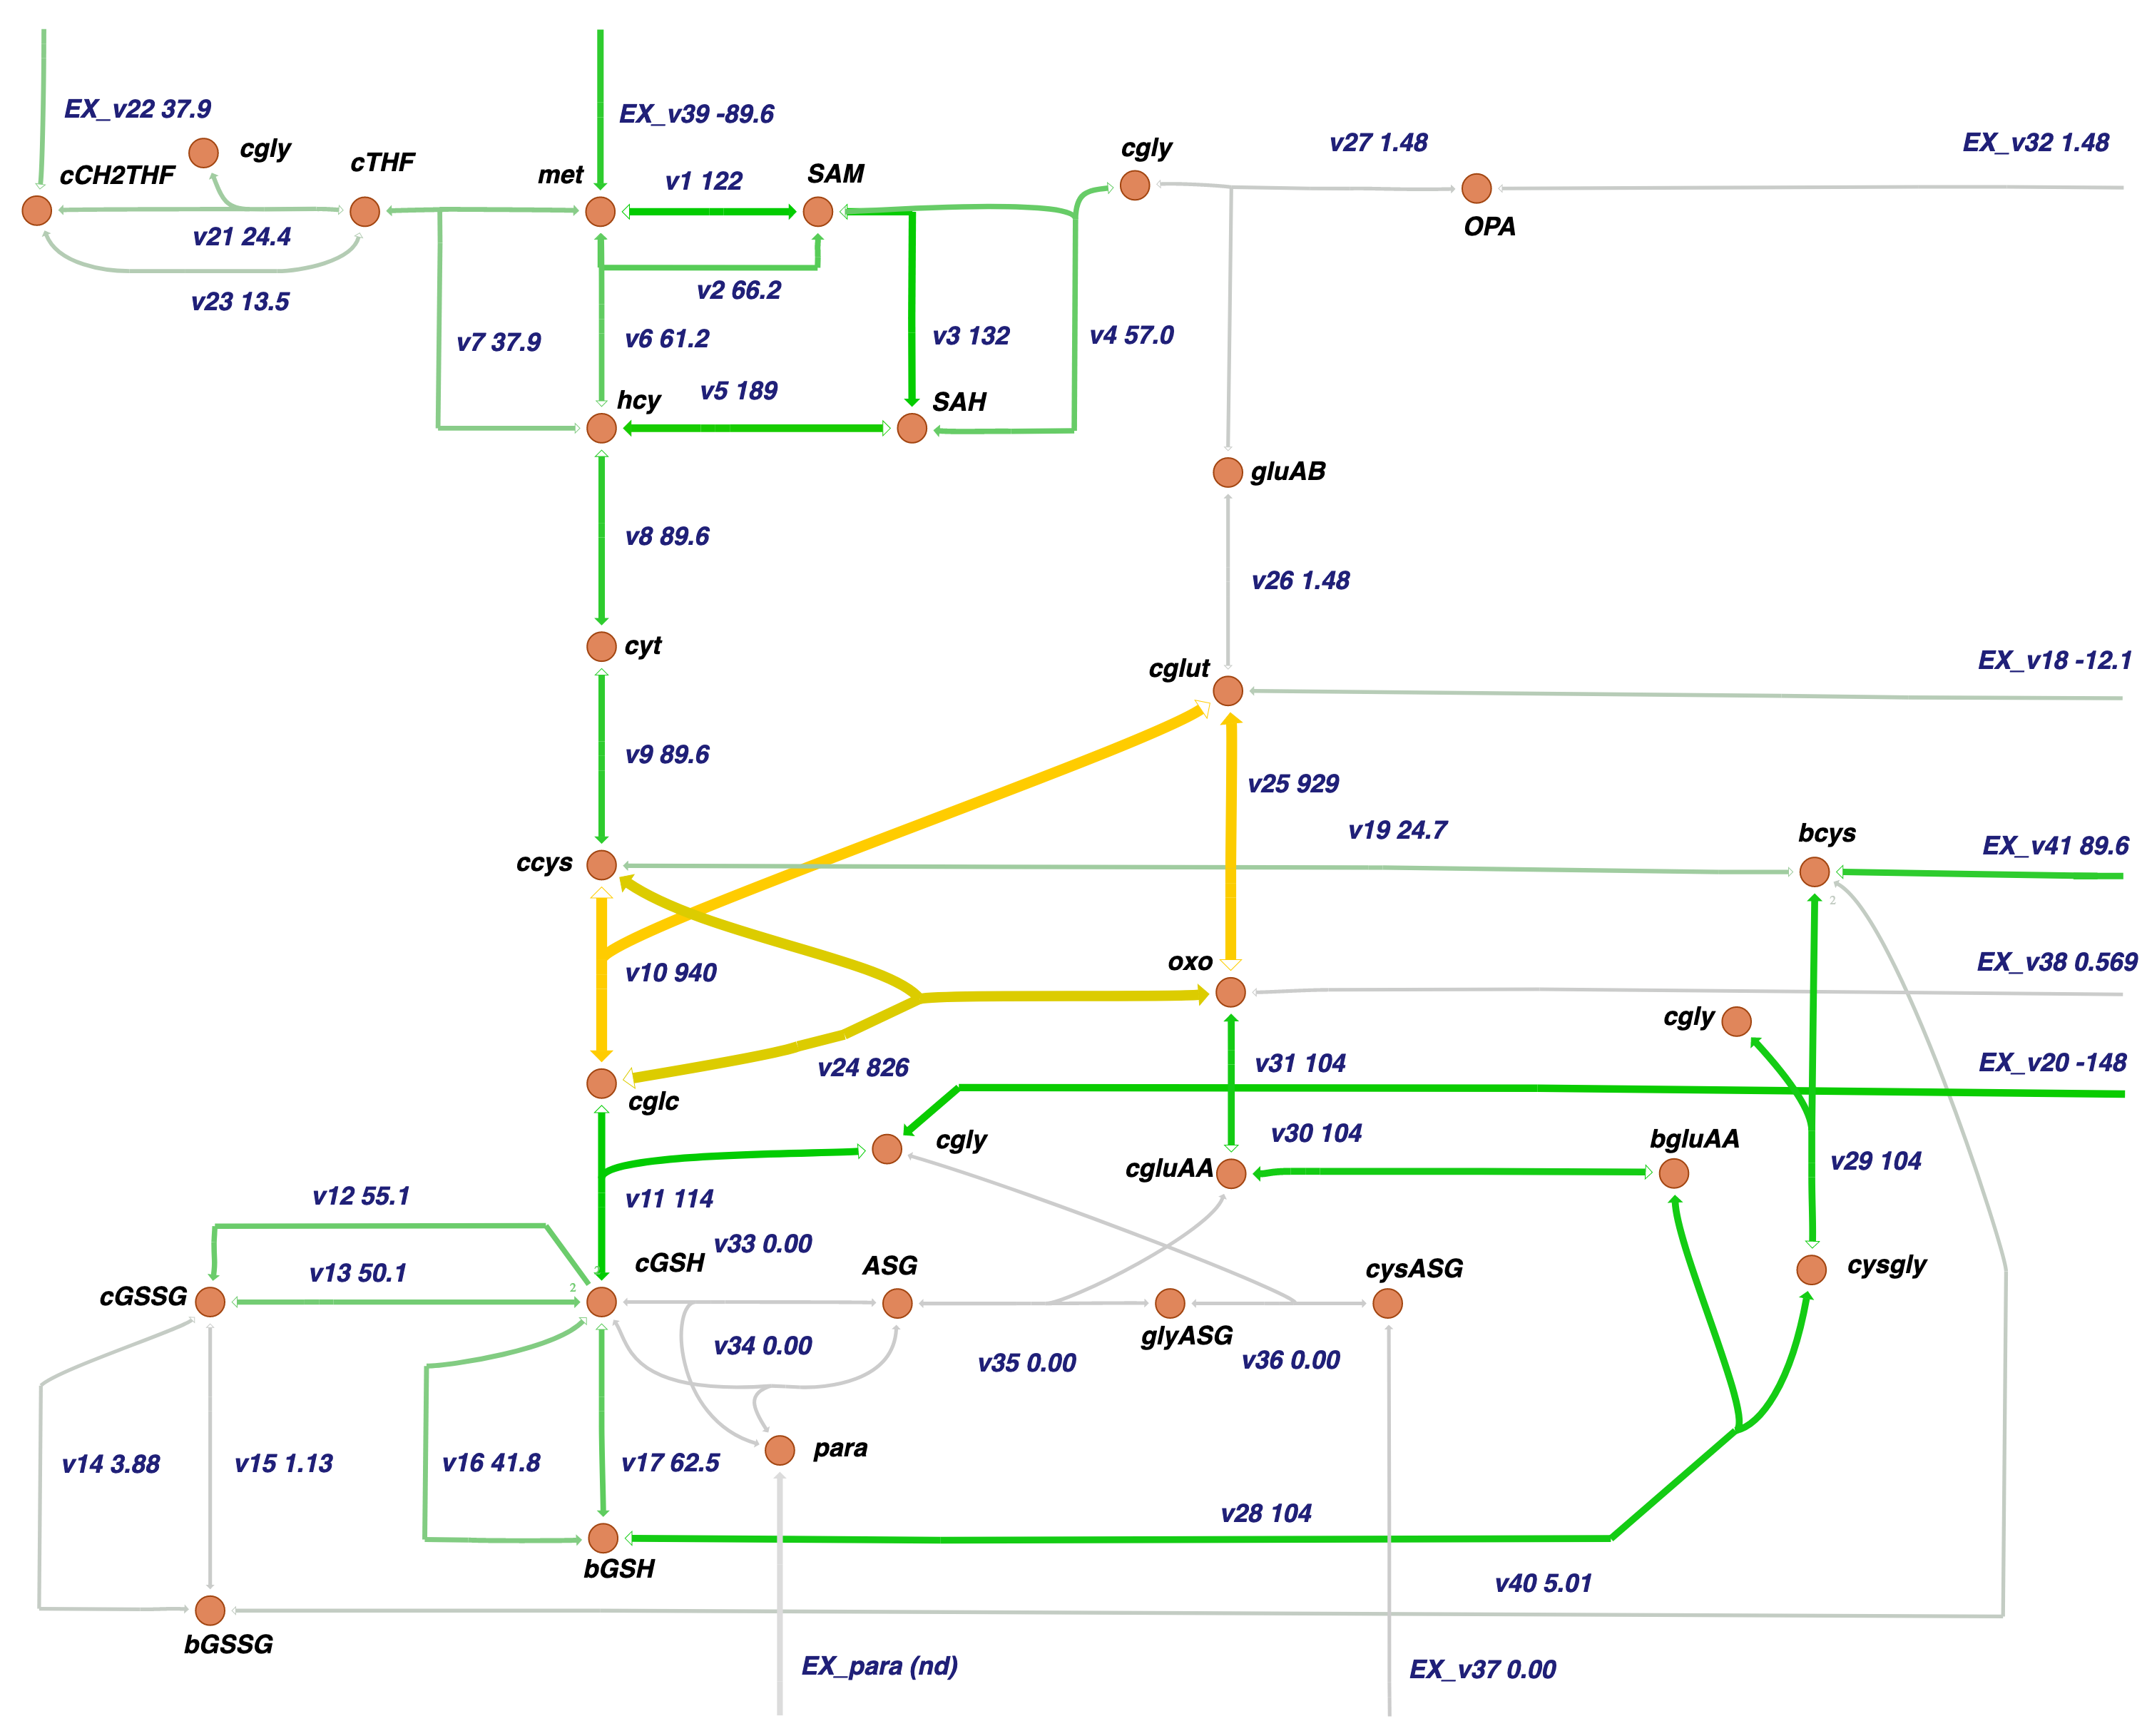 EX_v22 37.9
EX_v39 -89.6
cgly
cTHF
cCH2THF
met
v1 122
SAM
cgly
v27 1.48
EX_v32 1.48
OPA
v21 24.4
v23 13.5
v2 66.2
v7 37.9
v6 61.2
v3 132
v4 57.0
hcy
v5 189
SAH
gluAB
v8 89.6
v26 1.48
cyt
cglut
EX_v18 -12.1
v9 89.6
v25 929
v19 24.7
bcys
EX_v41 89.6
ccys
2
v10 940
oxo
EX_v38 0.569
cgly
v24 826
v31 104
EX_v20 -148
cglc
cgly
v30 104
bgluAA
cgluAA
v29 104
v12 55.1
v11 114
v33 0.00
cGSH
ASG
cysASG
cysgly
v13 50.1
2
2
cGSSG
glyASG
v34 0.00
v35 0.00
v36 0.00
para
v14 3.88
v15 1.13
v16 41.8
v17 62.5
v28 104
bGSH
v40 5.01
bGSSG
EX_para (nd)
EX_v37 0.00